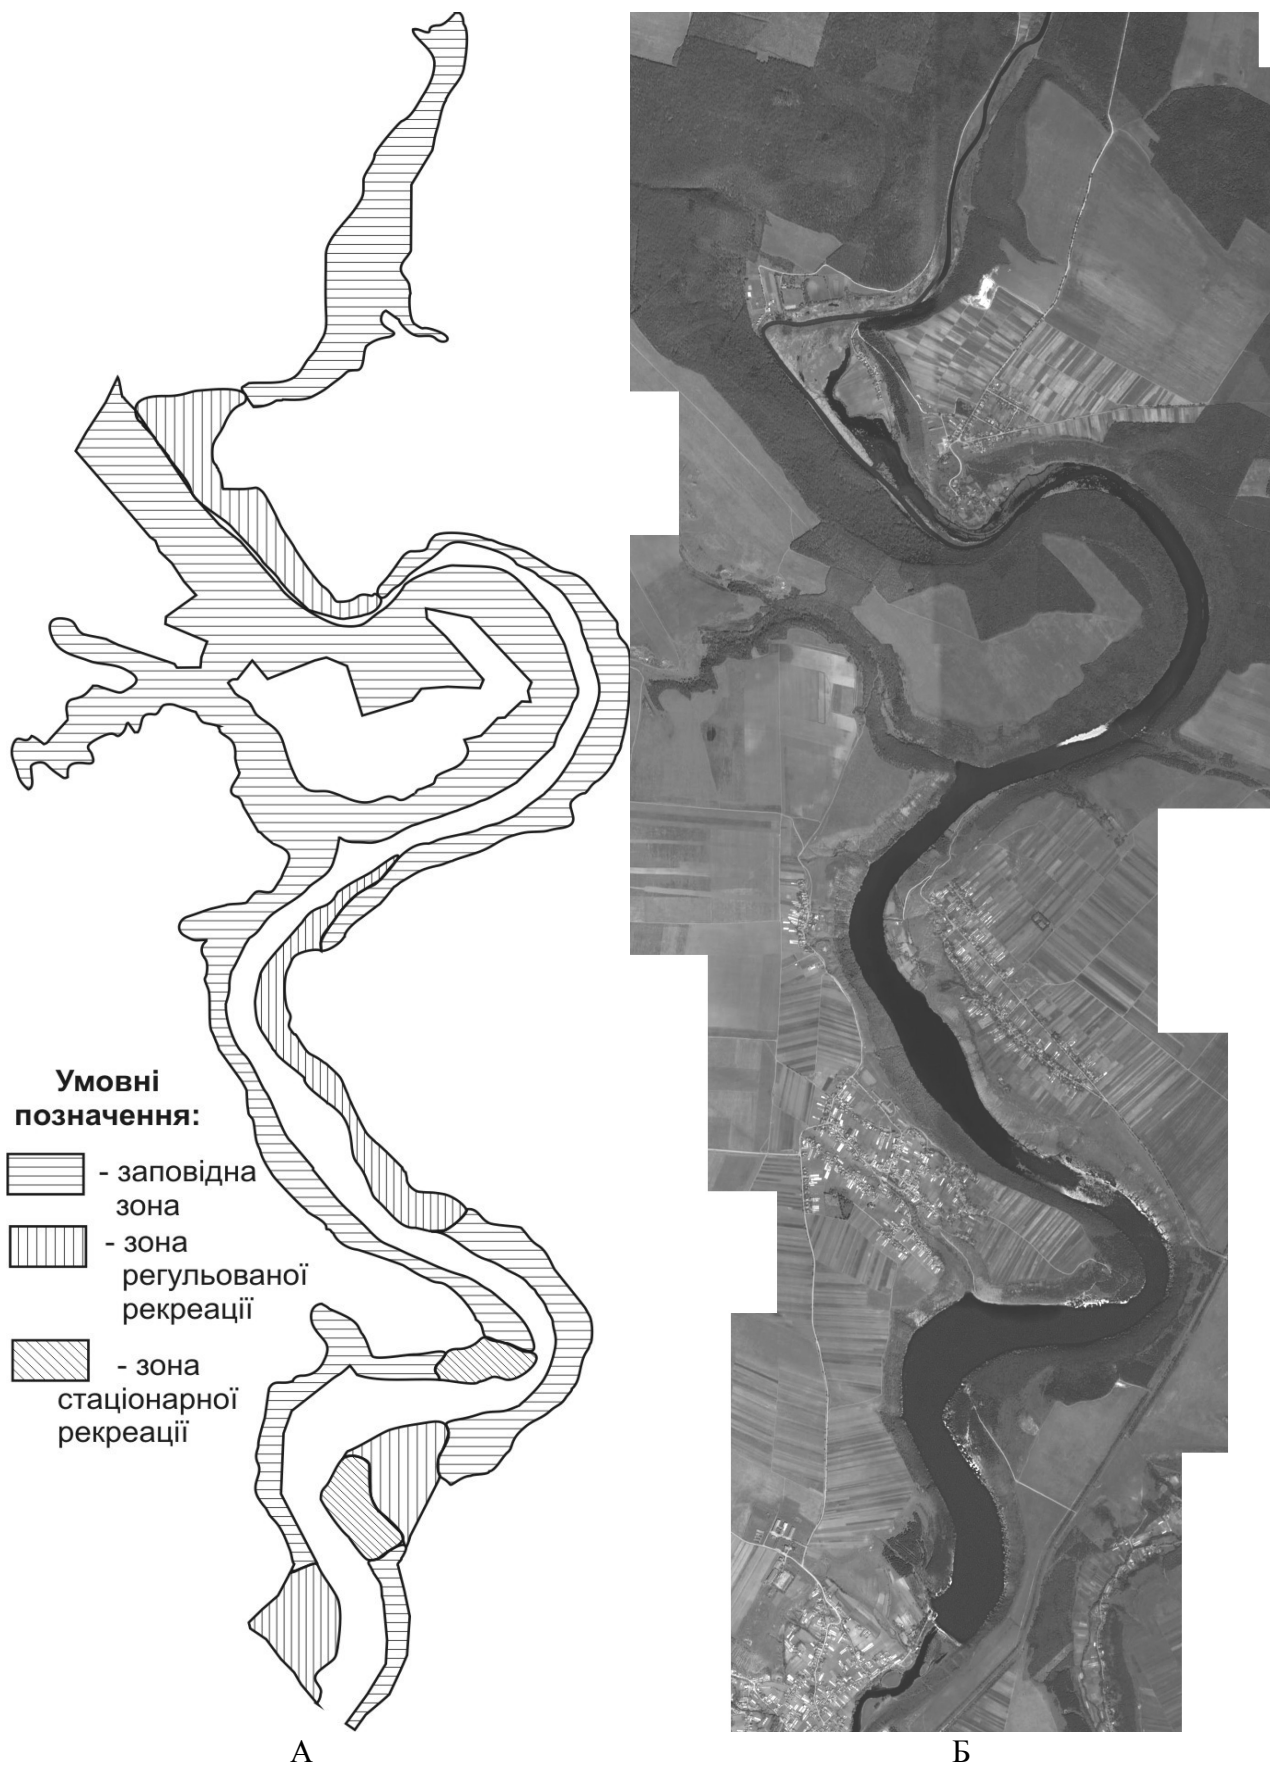 Умовні
позначення:
- заповідна
зона
- зона
регульованої
рекреації
- зона
стаціонарної
рекреації
А
Б